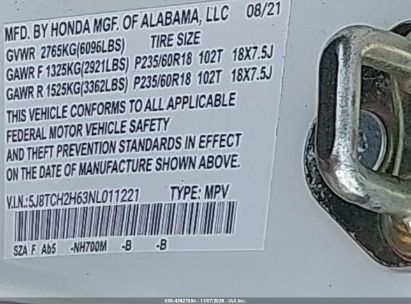 MFD. BY HONDA MGF. OF ALABAMA, LLC 08/21
GVWR 2765KG(6096LBS) TIRE SIZE
GAWR F 1325KG(2921LBS) P235/60R18 102T 18X7.5J
GAWR R 1525KG(3362LBS) P235/60R18 102T 18X7.5J
THIS VEHICLE CONFORMS TO ALL APPLICABLE
FEDERAL MOTOR VEHICLE SAFETY
AND THEFT PREVENTION STANDARDS IN EFFECT
ON THE DATE OF MANUFACTURE SHOWN ABOVE.
V.I.N.:5J8TCH2H63NL011221 TYPE: MPV
SZA F Ab5 -NH700M -B -B